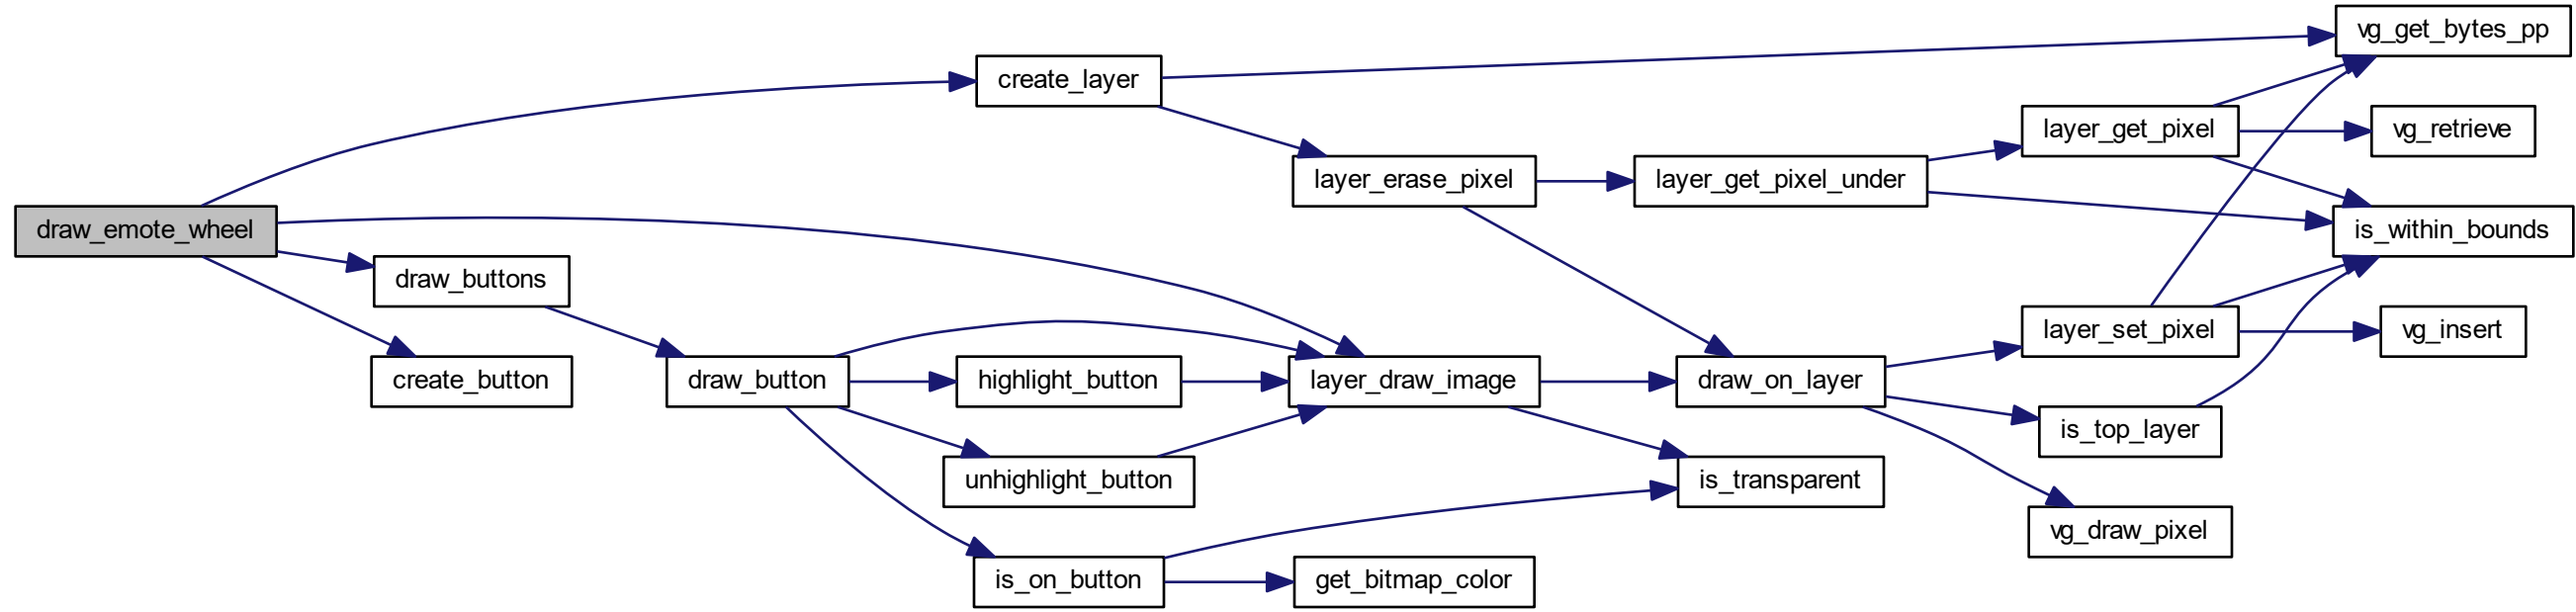 draw_emote_wheel
create_layer
vg_get_bytes_pp
layer_erase_pixel
layer_get_pixel_under
layer_get_pixel
vg_retrieve
is_within_bounds
draw_buttons
create_button
draw_button
highlight_button
unhighlight_button
is_on_button
layer_draw_image
get_bitmap_color
draw_on_layer
is_transparent
layer_set_pixel
is_top_layer
vg_draw_pixel
vg_insert